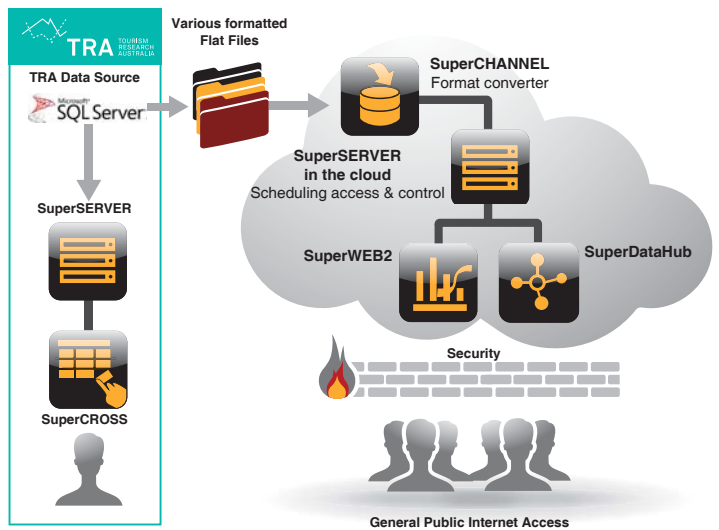 TRA TOURISM
RESEARCH
AUSTRALIA
TRA Data Source
Microsoft®
SQL Server
SuperSERVER
SuperCROSS
Various formatted
Flat Files
SuperCHANNEL
Format converter
SuperSERVER
in the cloud
Scheduling access & control
SuperWEB2
SuperDataHub
Security
General Public Internet Access